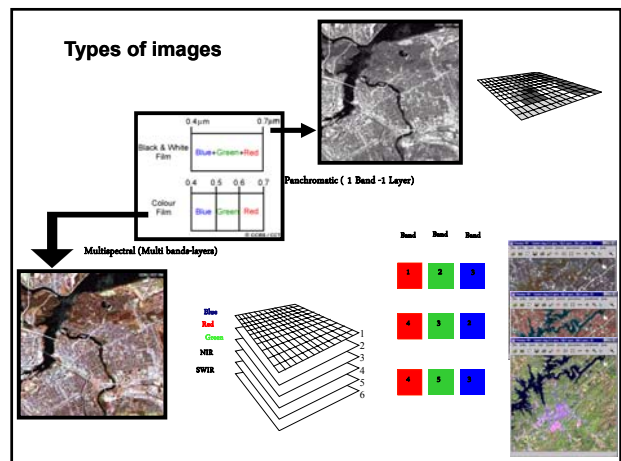 Types of images
0.4μm 0.7μm
Black & White Film
Blue+Green+Red
0.4 0.5 0.6 0.7
Colour Film
Blue Green Red
Panchromatic ( 1 Band -1 Layer)
Multispectral (Multi bands-layers)
Band Band Band
1 2
4 3
4 5 3
Blue
Red
Green
NIR
SWIR
1
2
3
4
5
6